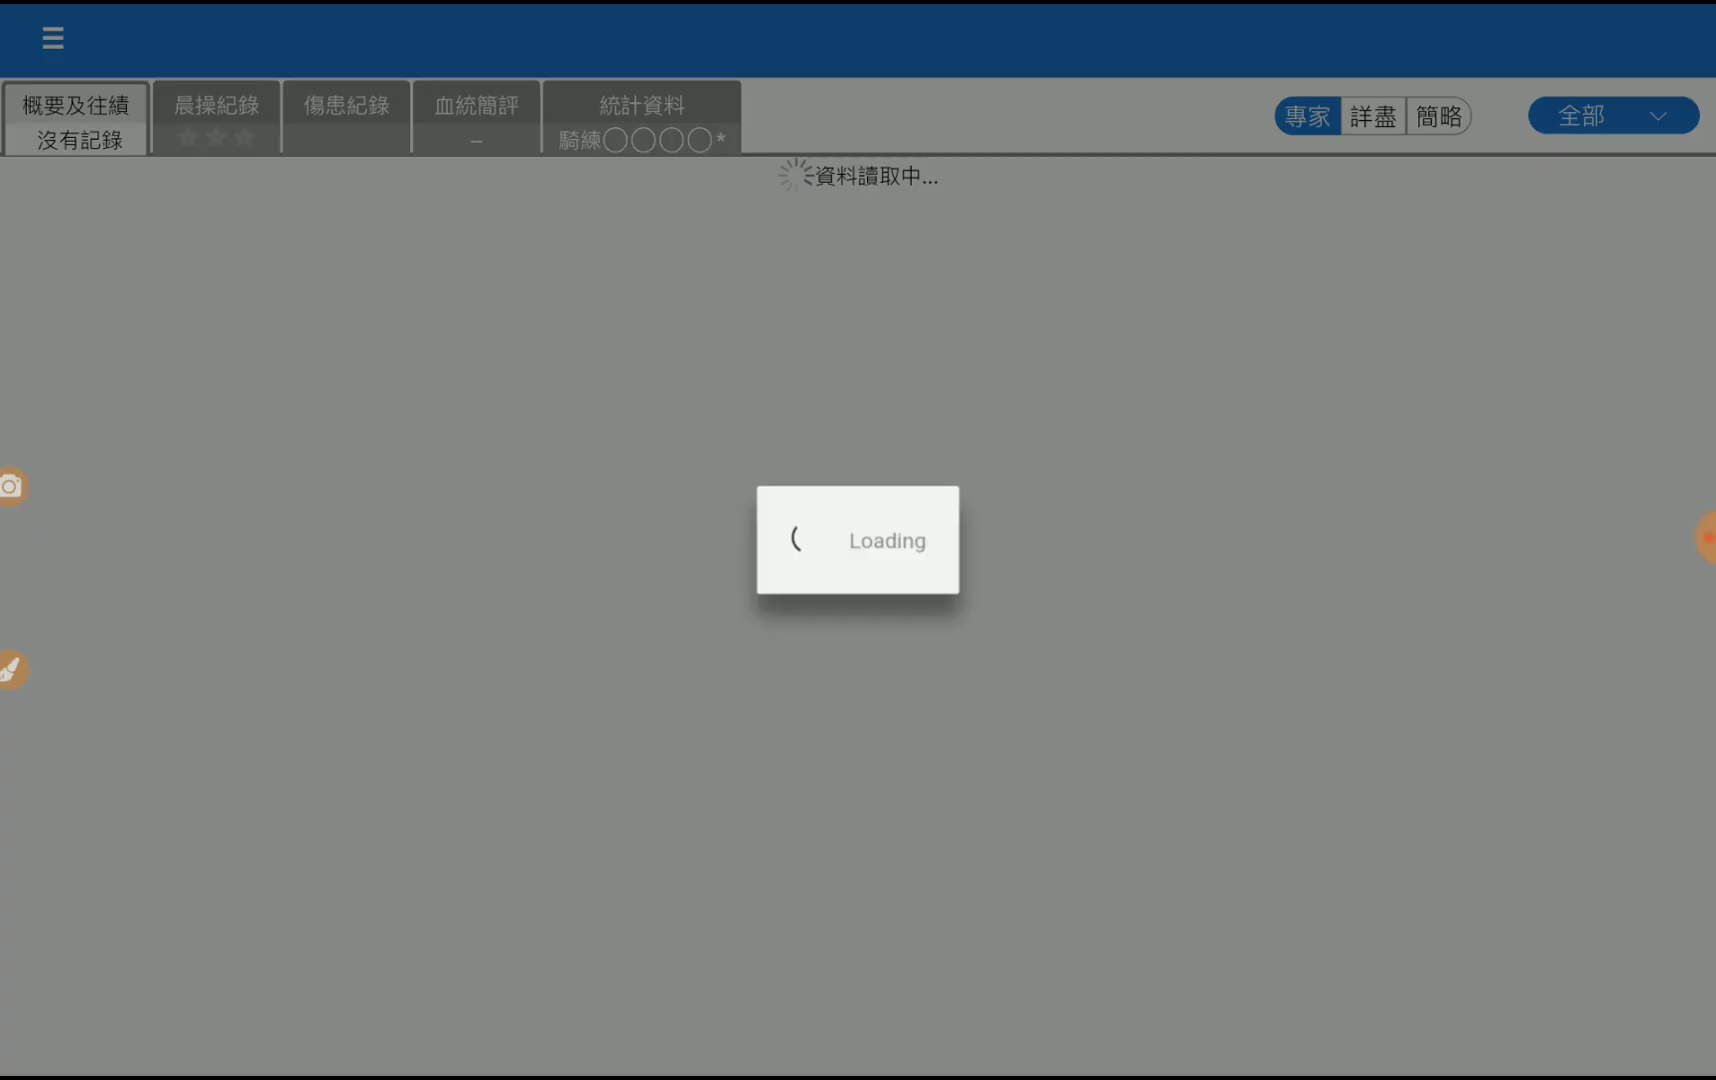 概要及往績
沒有記錄
晨操紀錄
傷患紀錄
血統簡評
–
統計資料
騎練◯◯◯◯*
專家
詳盡
簡略
全部
資料讀取中...
Loading